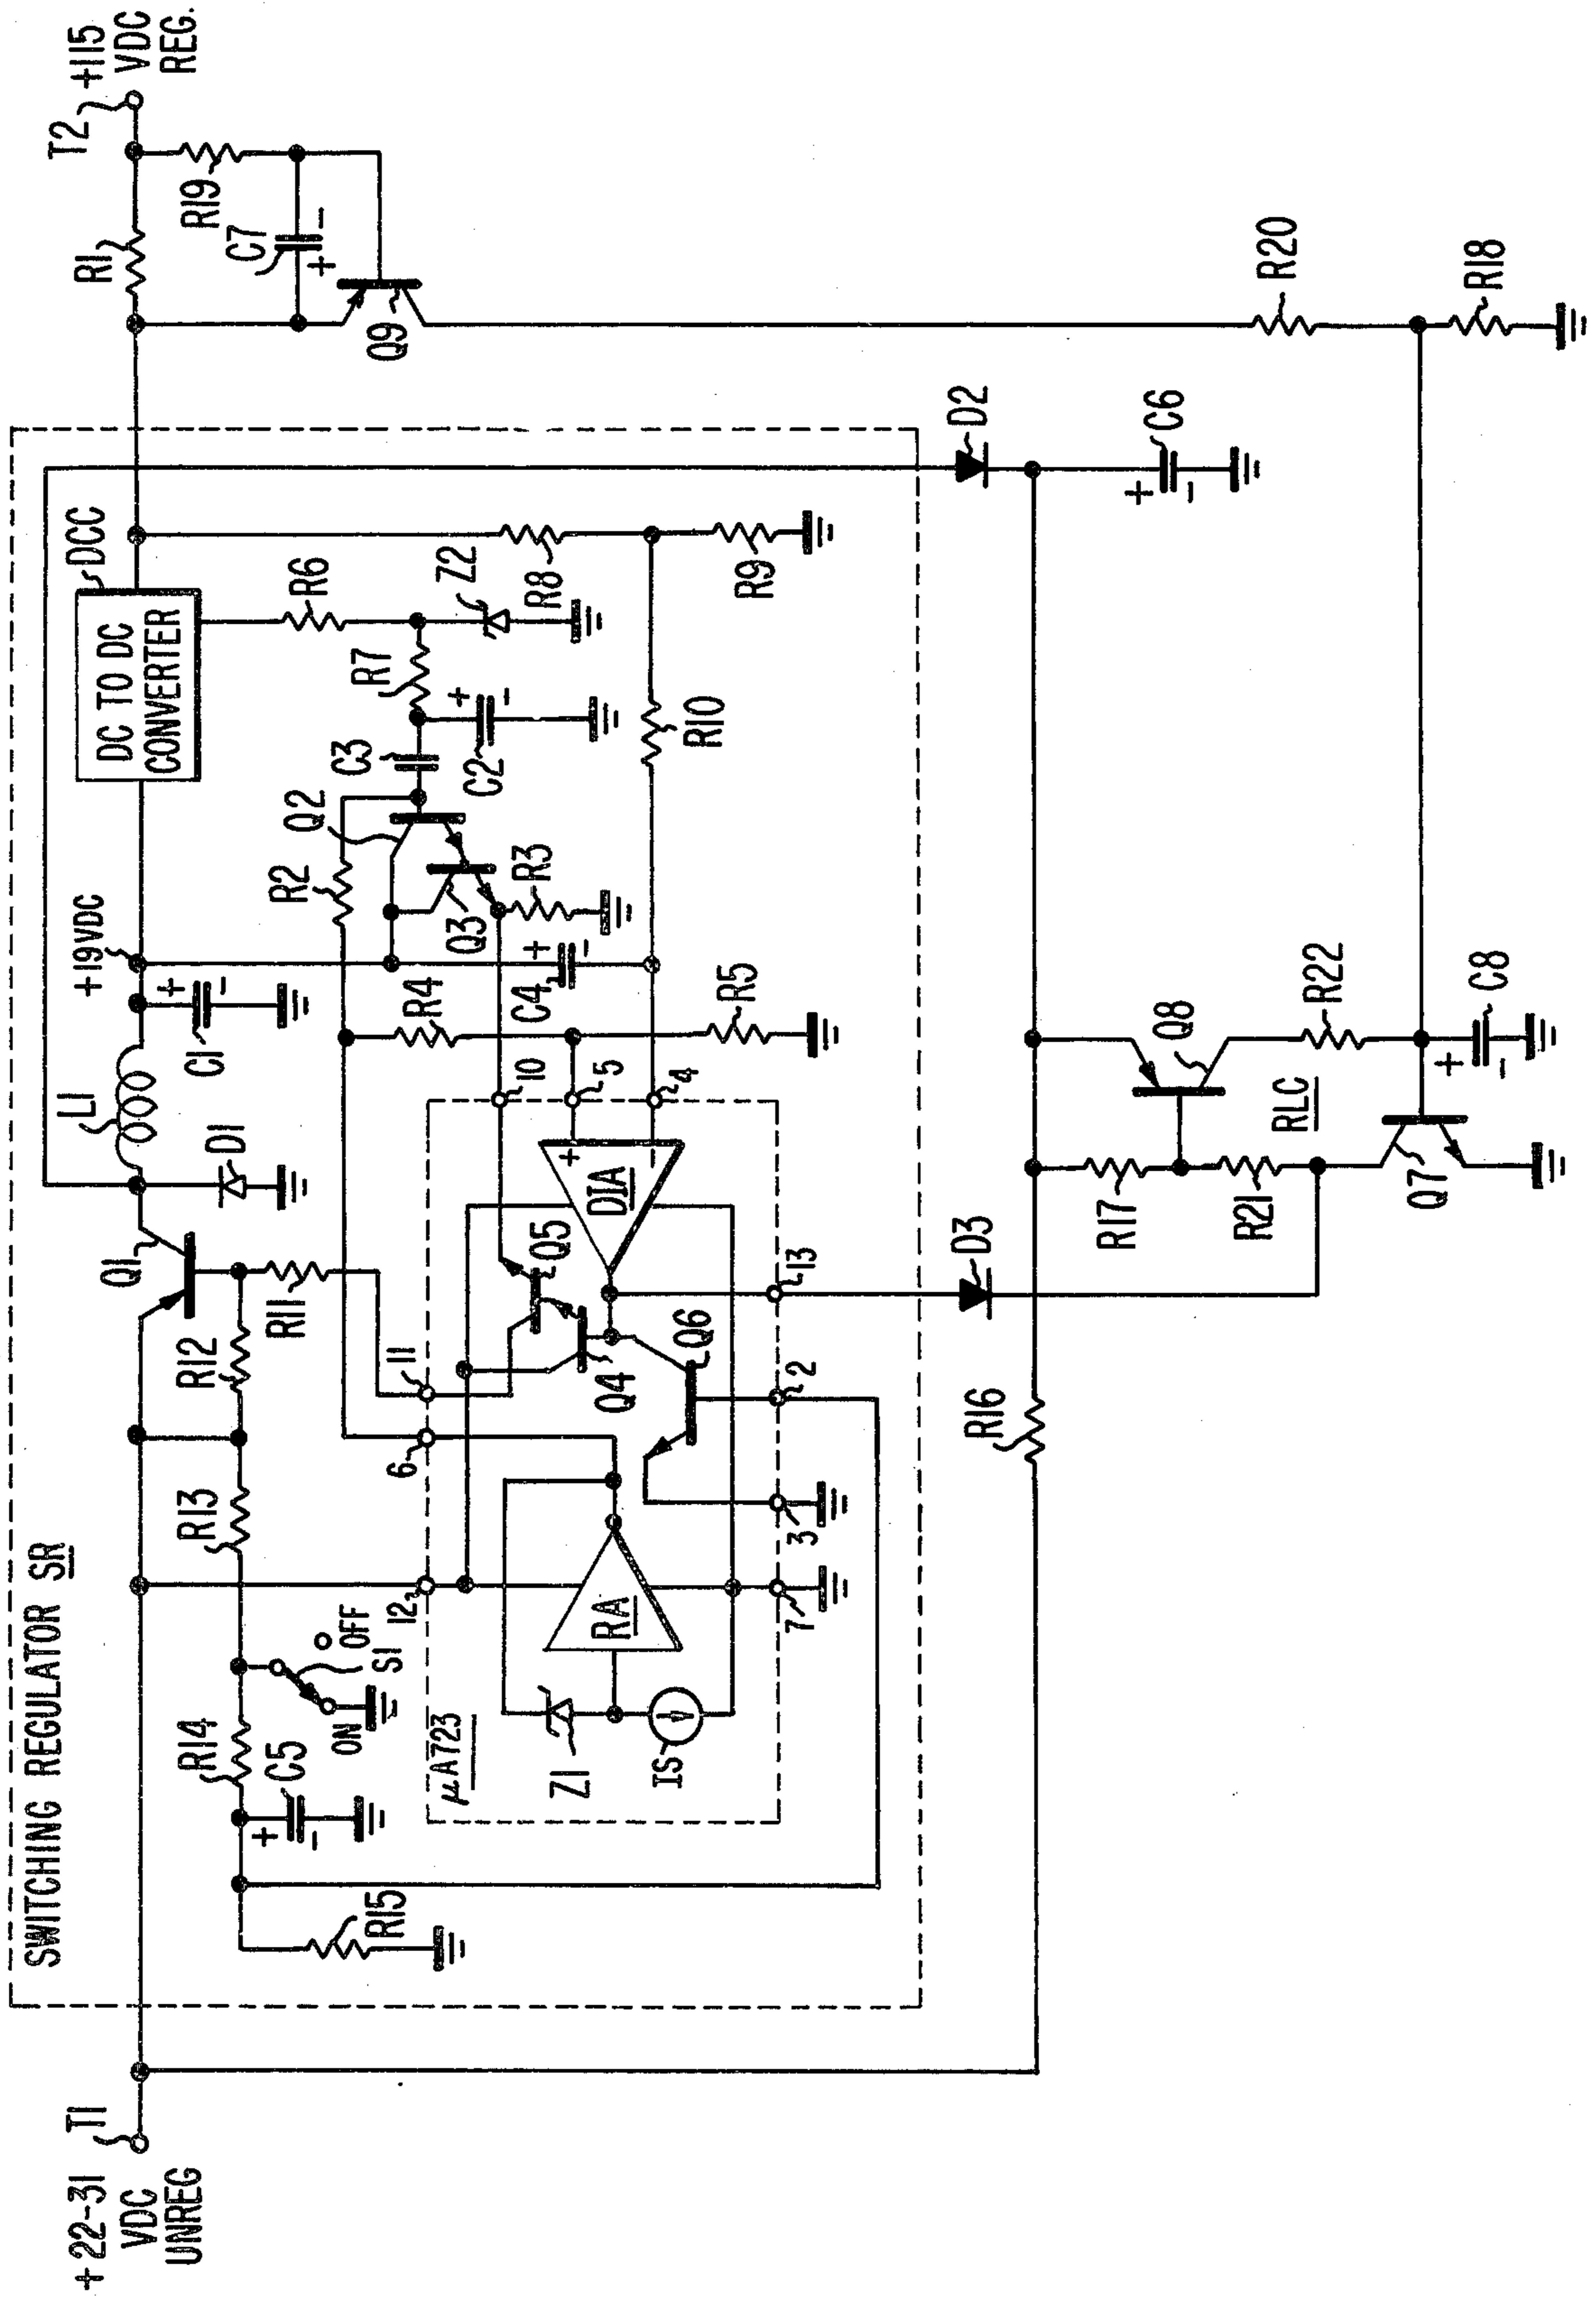 SWITCHING REGULATOR SR
+22-31
VDC
UNREG
T1
R15
C5
+
-
R14
S1
ON
OFF
R13
R12
R11
Q1
D1
L1
C1
+
-
+19VDC
DC TO DC
CONVERTER
DCC
R1
T2
+115
VDC
REG.
R19
C7
+
-
Q9
R2
Q2
C3
R7
R6
Z2
C2
+
-
Q3
R3
R4
C4
+
-
R5
R8
R9
R10
μA723
12
6
11
10
5
4
Z1
IS
RA
Q5
Q4
Q6
DIA
+
-
7
3
2
13
R16
D3
D2
C6
+
-
R17
R21
Q8
RLC
R22
Q7
C8
+
-
R20
R18